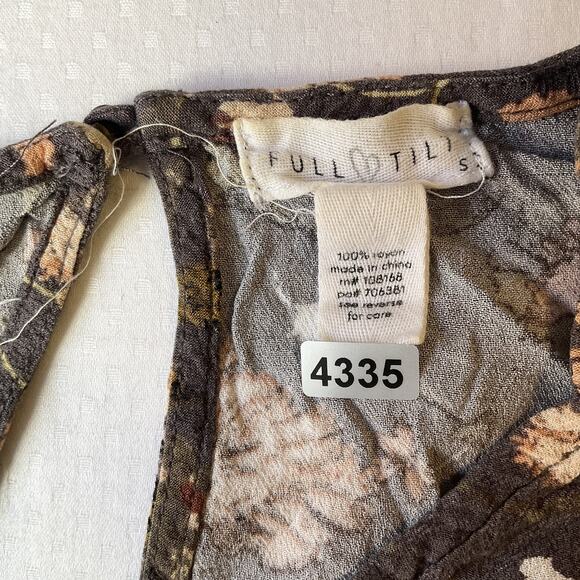 FULL TILT
S
100% rayon
made in china
rn# 108168
po# 706381
see reverse
for care
4335